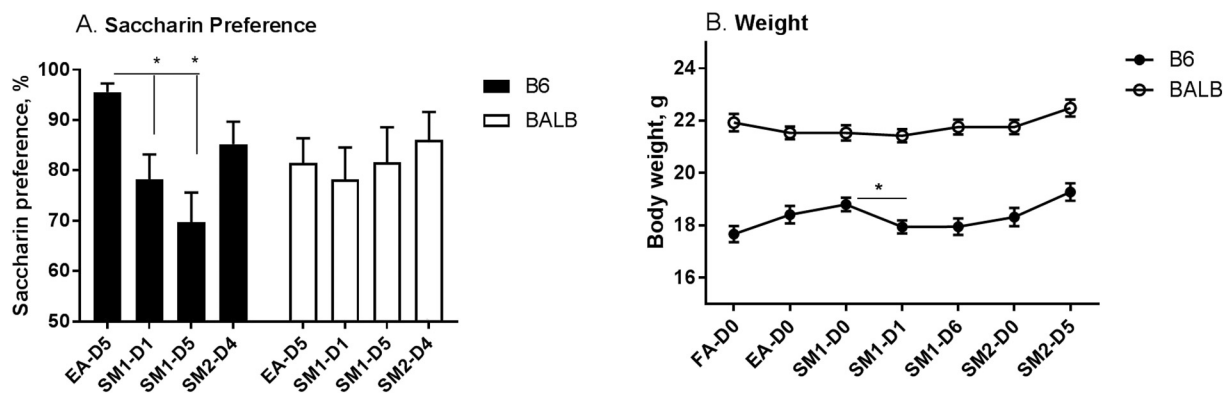 A. Saccharin Preference
Saccharin preference, %
100
90
80
70
60
50
* *
B6
BALB
EA-D5
SM1-D1
SM1-D5
SM2-D4
EA-D5
SM1-D1
SM1-D5
SM2-D4
B. Weight
Body weight, g
24
22
20
18
16
*
B6
BALB
FA-D0
EA-D0
SM1-D0
SM1-D1
SM1-D6
SM2-D0
SM2-D5